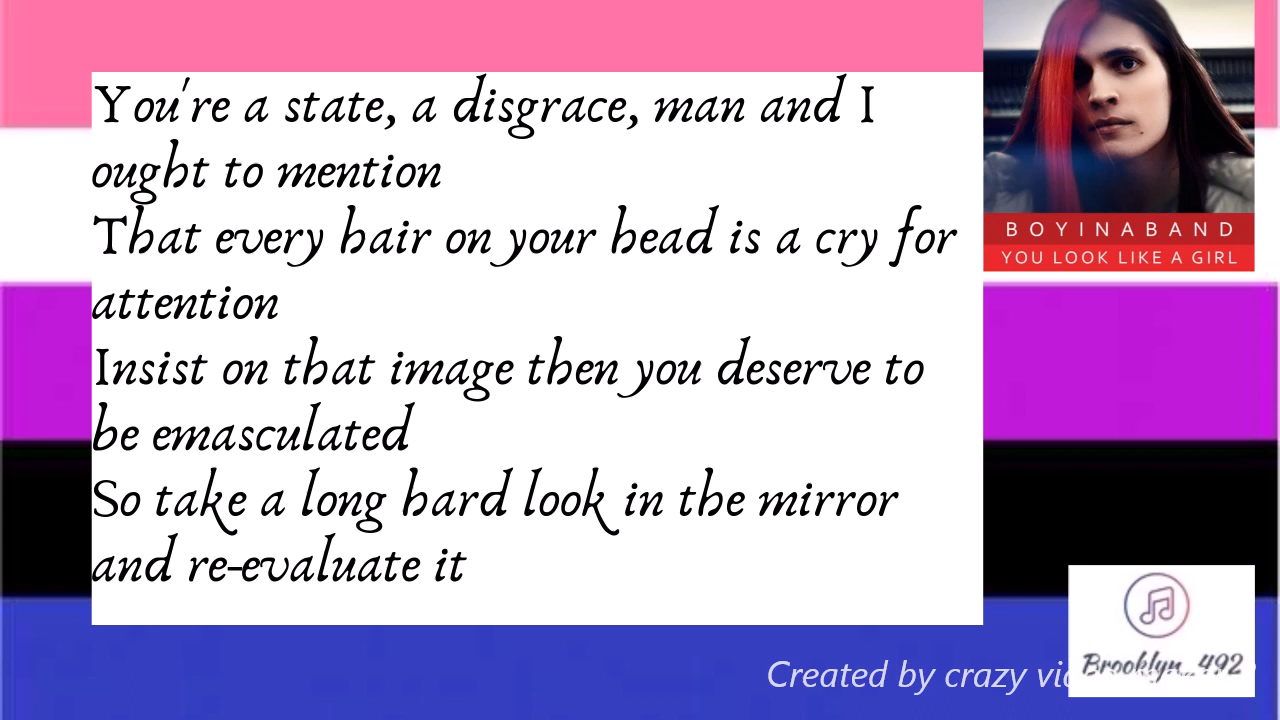 You're a state, a disgrace, man and I
ought to mention
That every hair on your head is a cry for
attention
Insist on that image then you deserve to
be emasculated
So take a long hard look in the mirror
and re-evaluate it
BOYINABAND
YOU LOOK LIKE A GIRL
Brooklyn_492
Created by crazy